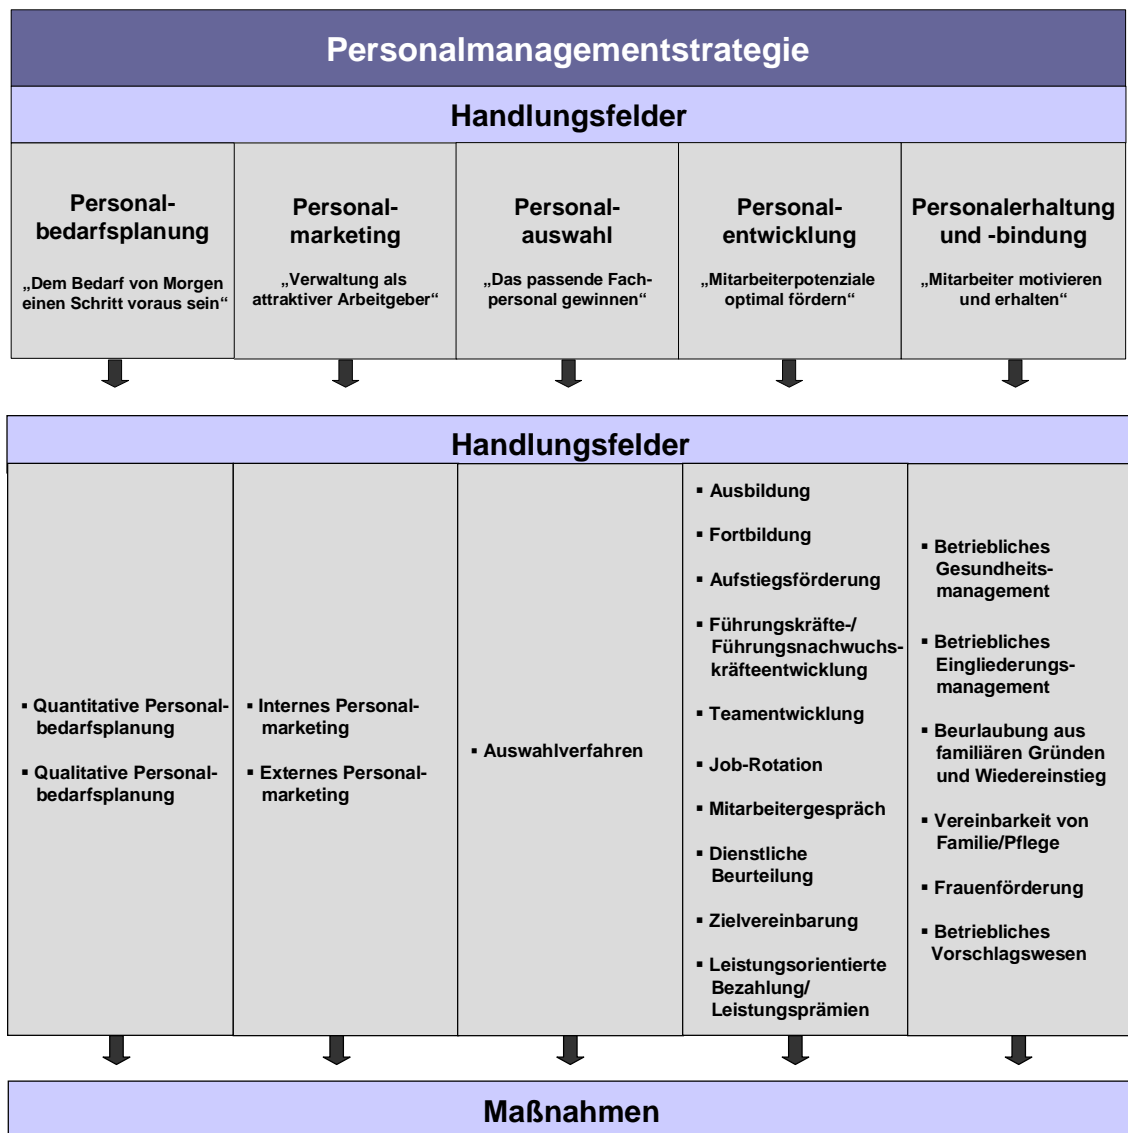 Personalmanagementstrategie
Handlungsfelder
Personal-
bedarfsplanung
„Dem Bedarf von Morgen
einen Schritt voraus sein“
Personal-
marketing
„Verwaltung als
attraktiver Arbeitgeber“
Personal-
auswahl
„Das passende Fach-
personal gewinnen“
Personal-
entwicklung
„Mitarbeiterpotenziale
optimal fördern“
Personalerhaltung
und -bindung
„Mitarbeiter motivieren
und erhalten“
Handlungsfelder
▪ Quantitative Personal-
bedarfsplanung
▪ Qualitative Personal-
bedarfsplanung
▪ Internes Personal-
marketing
▪ Externes Personal-
marketing
▪ Auswahlverfahren
▪ Ausbildung
▪ Fortbildung
▪ Aufstiegsförderung
▪ Führungskräfte-/
Führungsnachwuchs-
kräfteentwicklung
▪ Teamentwicklung
▪ Job-Rotation
▪ Mitarbeitergespräch
▪ Dienstliche
Beurteilung
▪ Zielvereinbarung
▪ Leistungsorientierte
Bezahlung/
Leistungsprämien
▪ Betriebliches
Gesundheits-
management
▪ Betriebliches
Eingliederungs-
management
▪ Beurlaubung aus
familiären Gründen
und Wiedereinstieg
▪ Vereinbarkeit von
Familie/Pflege
▪ Frauenförderung
▪ Betriebliches
Vorschlagswesen
Maßnahmen